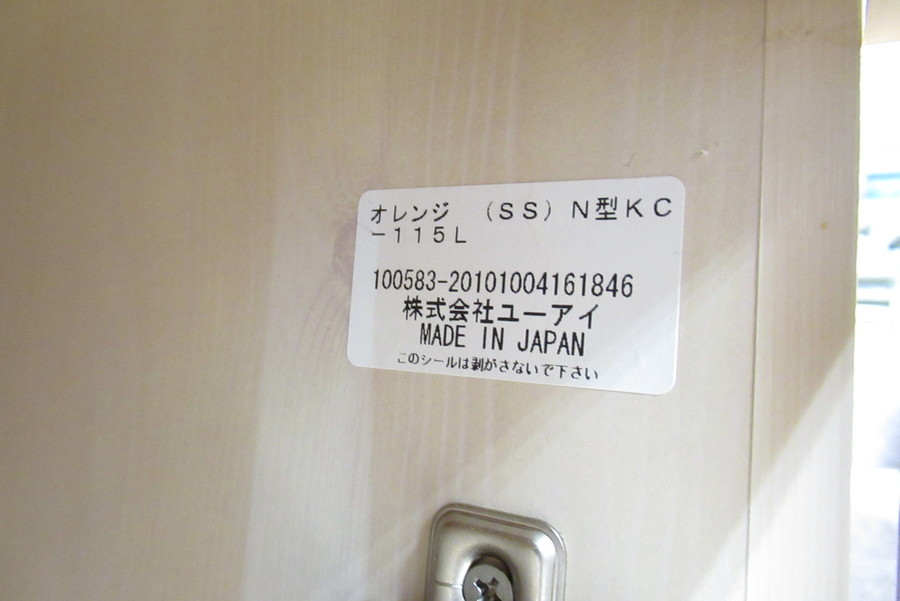 オレンジ　（ＳＳ）Ｎ型ＫＣ
－１１５Ｌ
100583-20101004161846
株式会社ユーアイ
MADE IN JAPAN
このシールは剥がさないで下さい